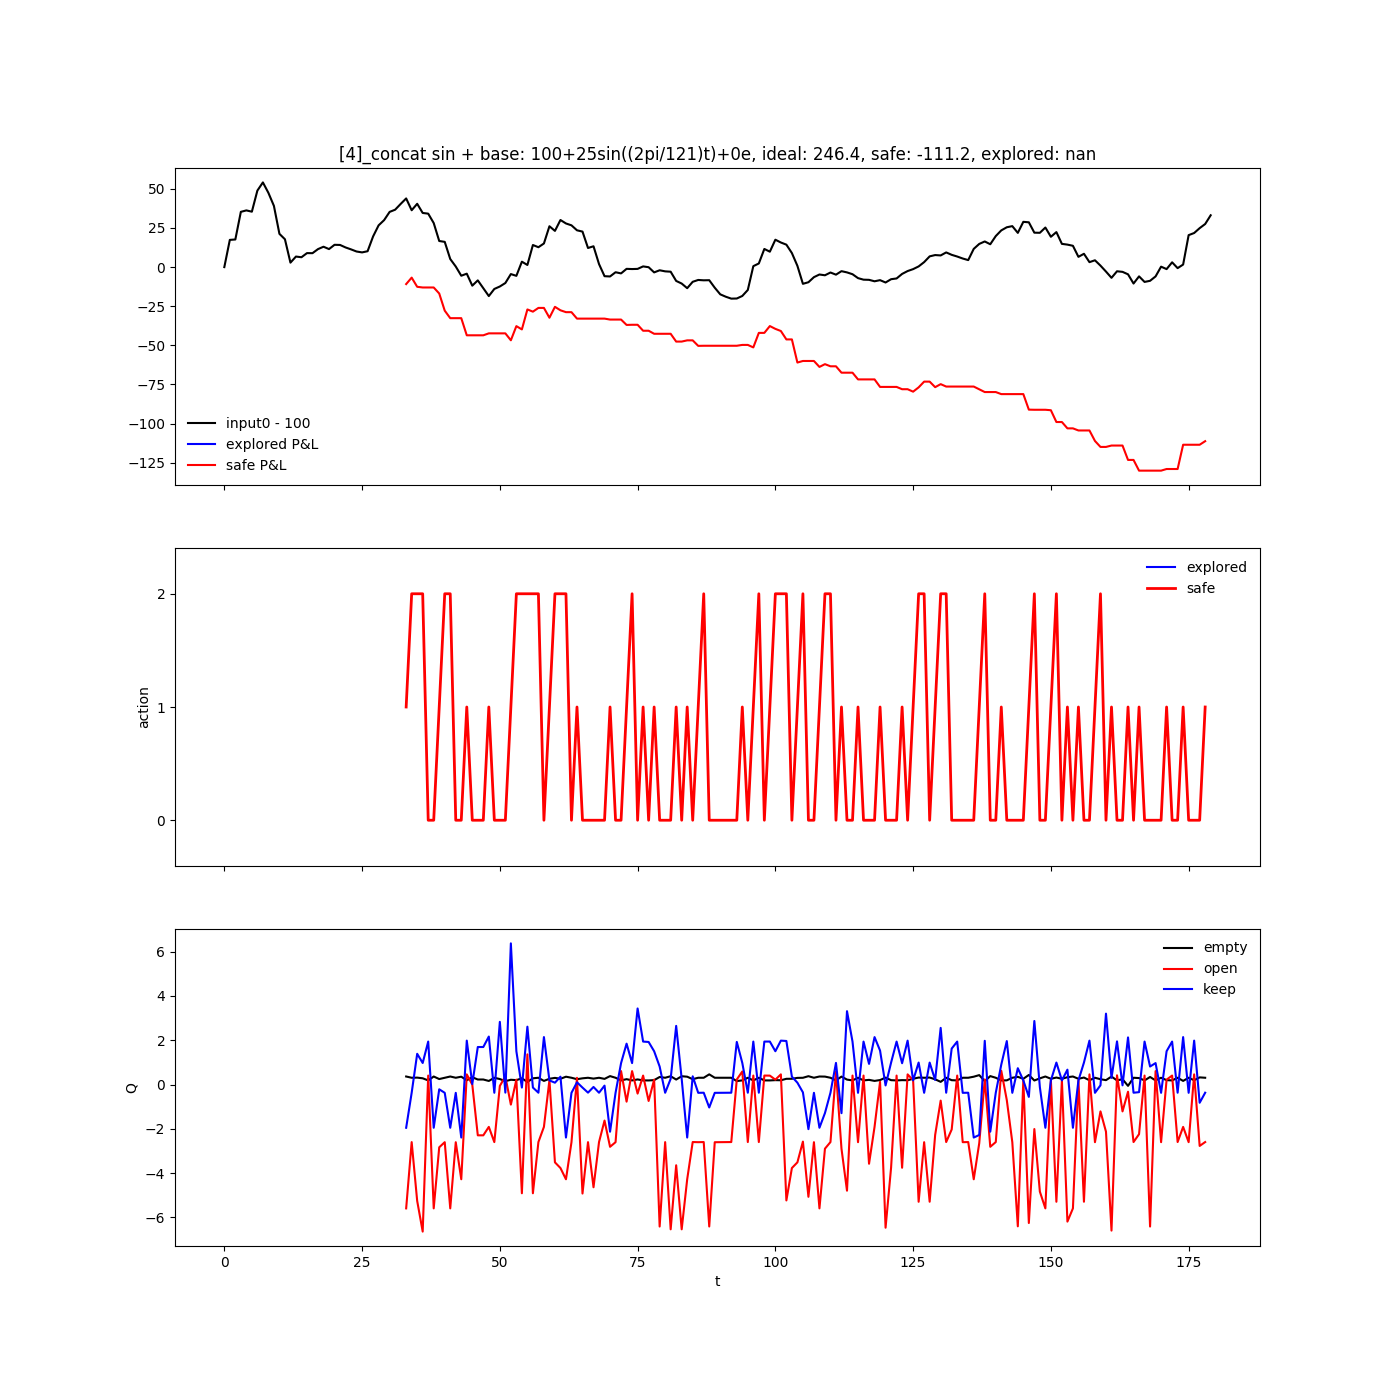 [4]_concat sin + base: 100+25sin((2pi/121)t)+0e, ideal: 246.4, safe: -111.2, explored: nan
50
25
0
−25
−50
−75
−100
−125
input0 - 100
explored P&L
safe P&L
2
1
0
action
explored
safe
6
4
2
0
−2
−4
−6
Q
empty
open
keep
0 25 50 75 100 125 150 175
t